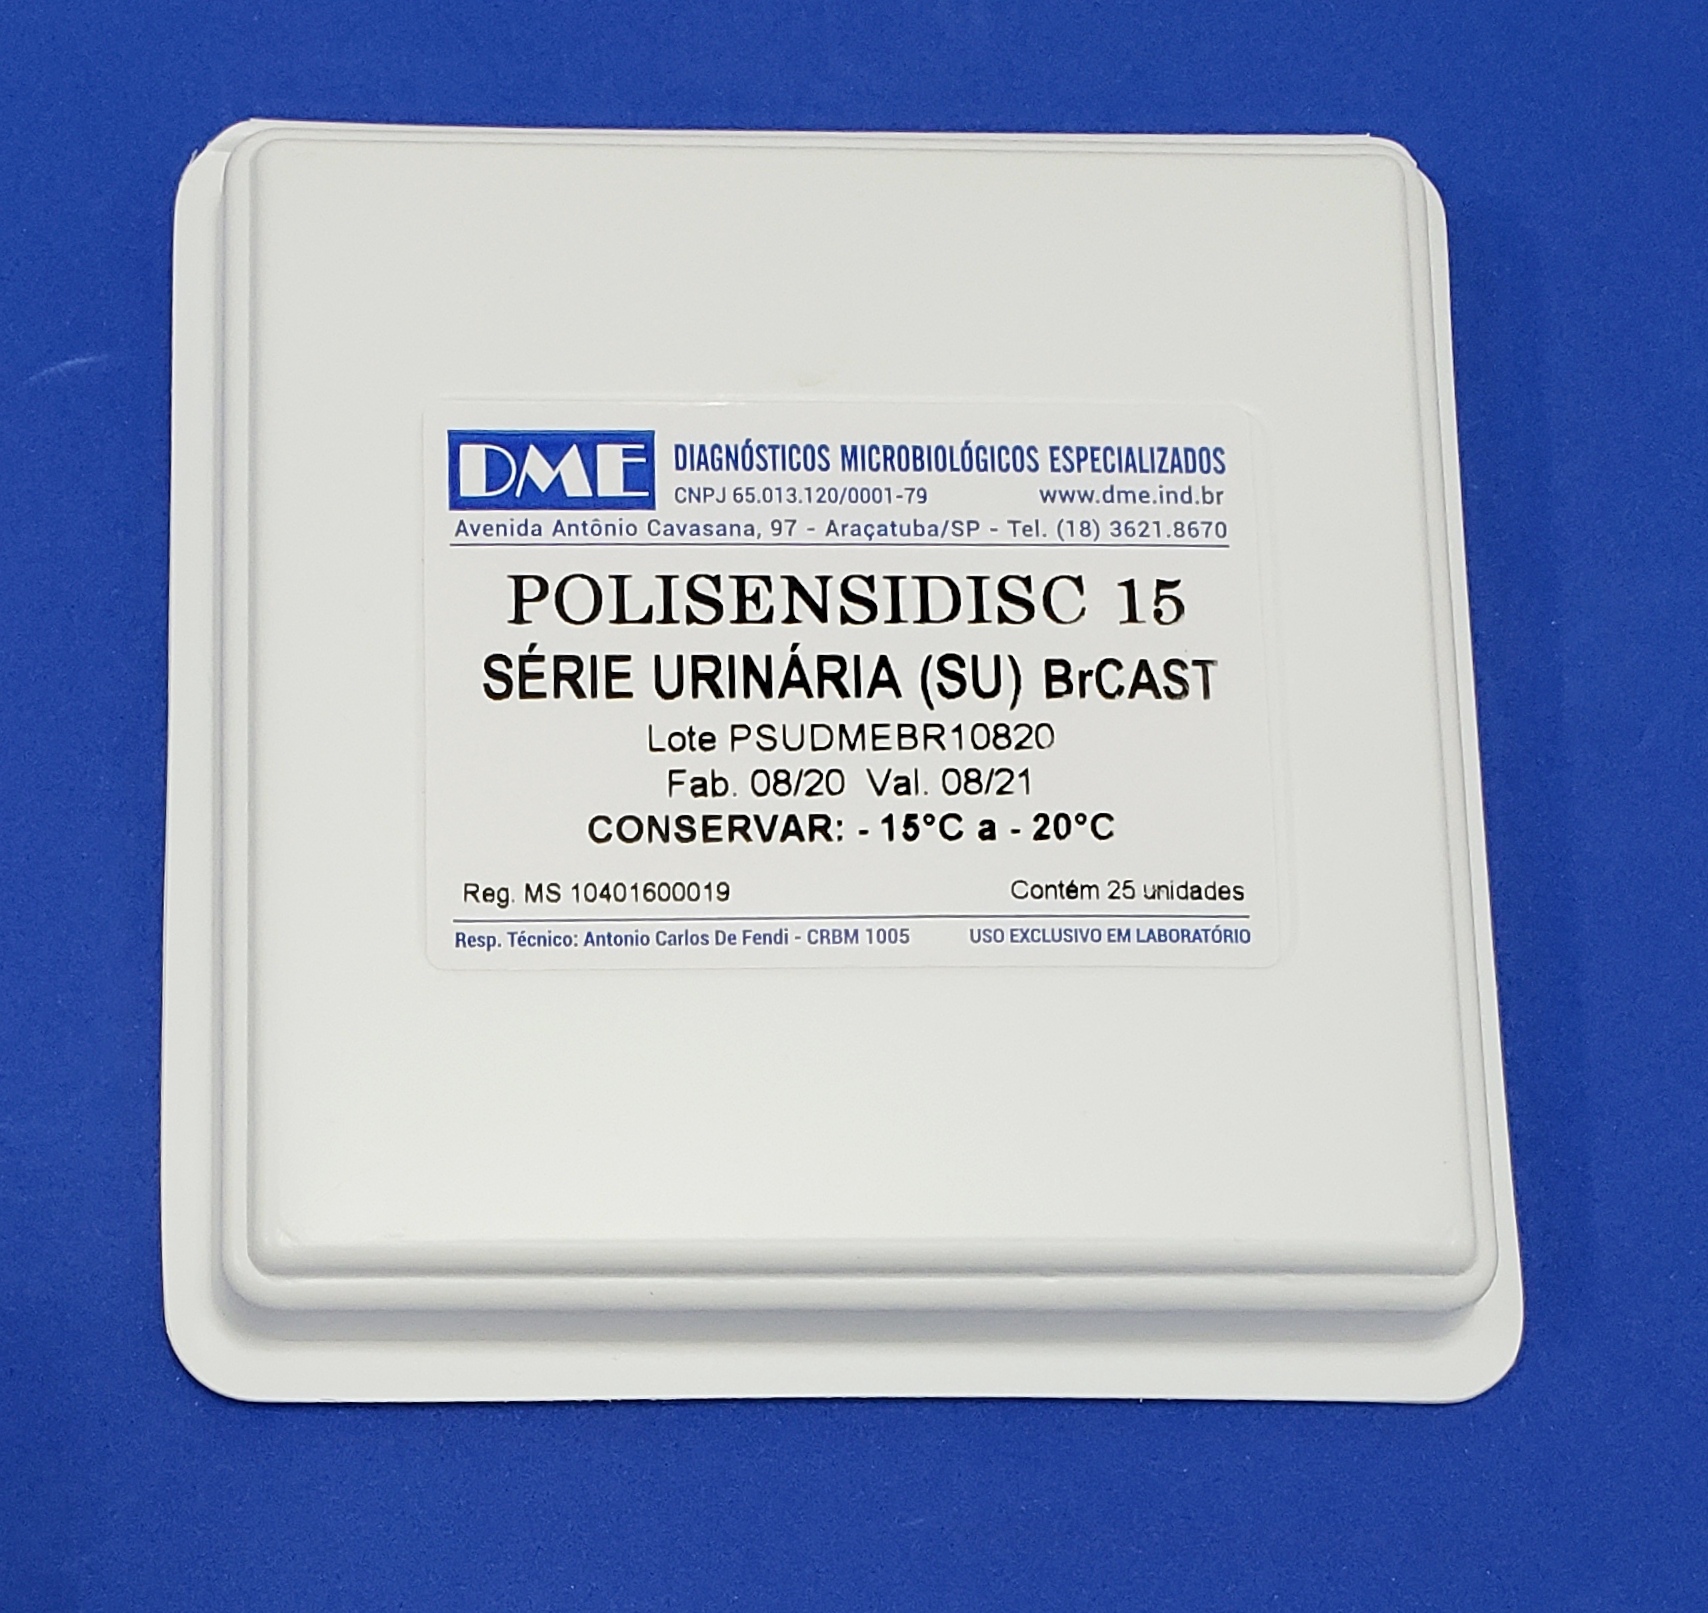 DME
DIAGNÓSTICOS MICROBIOLÓGICOS ESPECIALIZADOS
CNPJ 65.013.120/0001-79 www.dme.ind.br
Avenida Antônio Cavasana, 97 - Araçatuba/SP - Tel. (18) 3621.8670
POLISENSIDISC 15
SÉRIE URINÁRIA (SU) BrCAST
Lote PSUDMEBR10820
Fab. 08/20 Val. 08/21
CONSERVAR: - 15°C a - 20°C
Reg. MS 10401600019 Contém 25 unidades
Resp. Técnico: Antonio Carlos De Fendi - CRBM 1005 USO EXCLUSIVO EM LABORATÓRIO